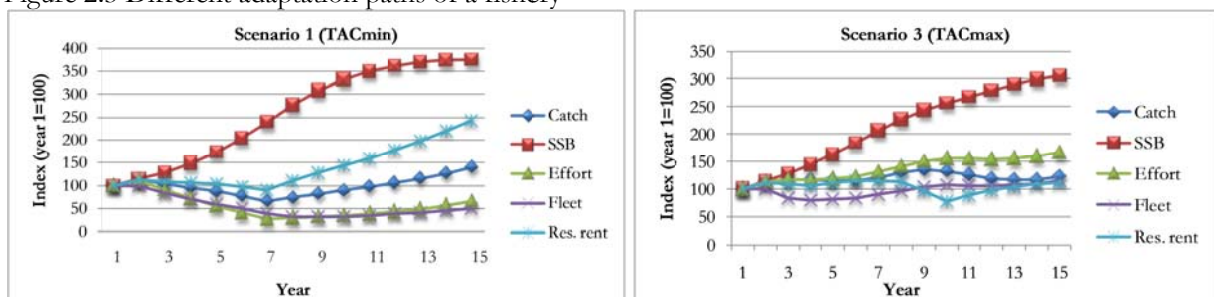 Figure 2.3 Different adaptation paths of a fishery
Scenario 1 (TACmin)
400
350
300
250
200
150
100
50
0
Index (year 1=100)
1 3 5 7 9 11 13 15
Year
Catch
SSB
Effort
Fleet
Res. rent
Scenario 3 (TACmax)
350
300
250
200
150
100
50
0
Index (year 1=100)
1 3 5 7 9 11 13 15
Year
Catch
SSB
Effort
Fleet
Res. rent